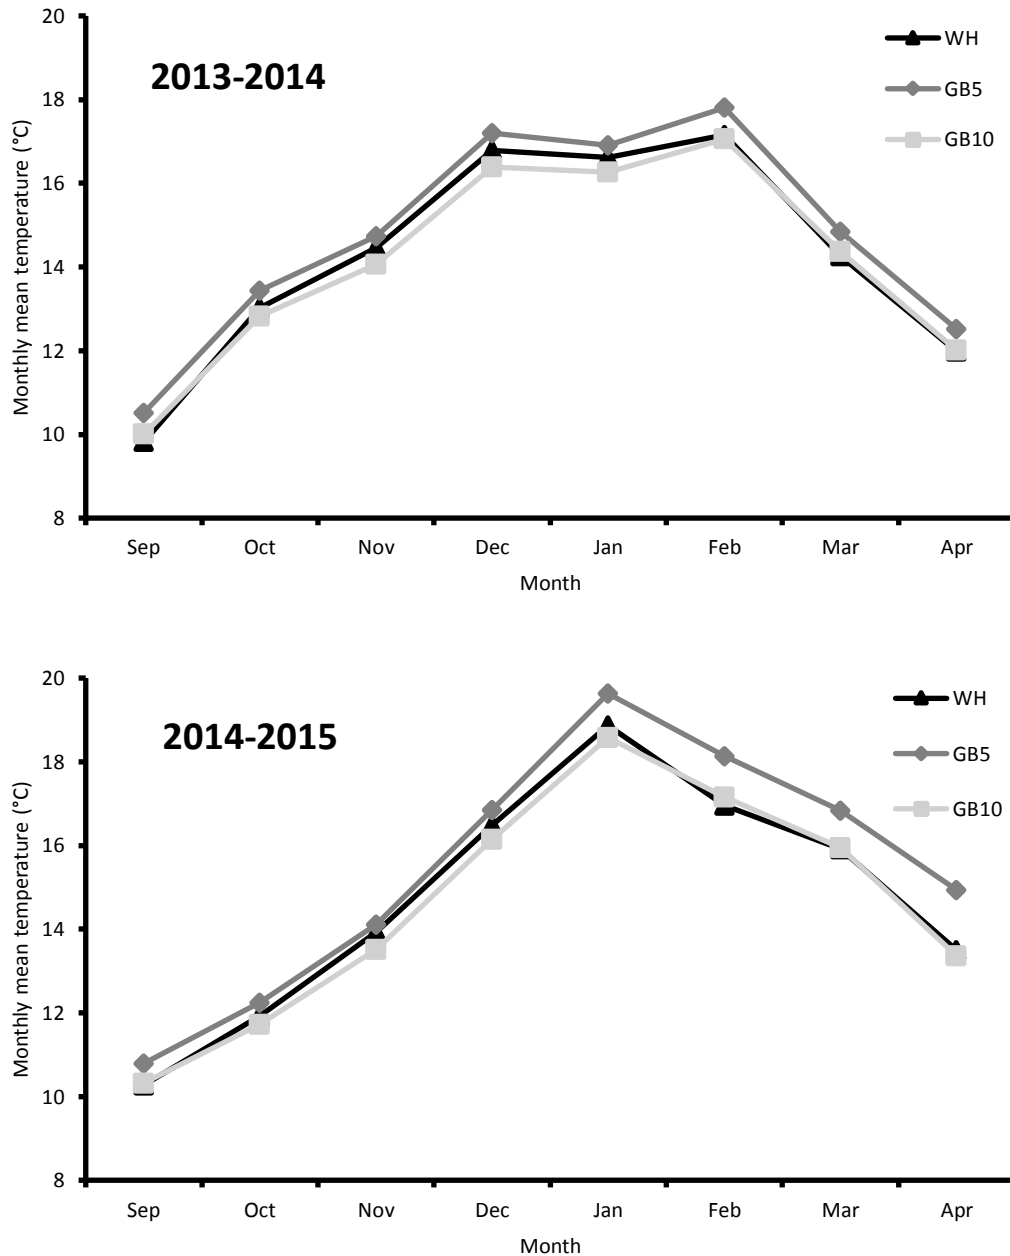 2013-2014
WH
GB5
GB10
Monthly mean temperature (°C)
20
18
16
14
12
10
8
Sep Oct Nov Dec Jan Feb Mar Apr
Month
2014-2015
WH
GB5
GB10
Monthly mean temperature (°C)
20
18
16
14
12
10
8
Sep Oct Nov Dec Jan Feb Mar Apr
Month